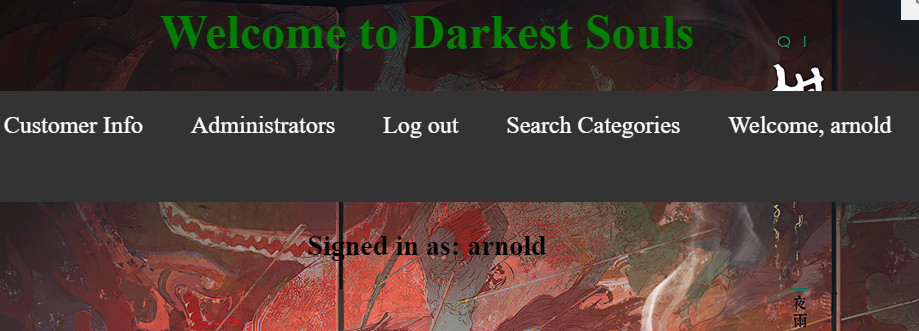 Welcome to Darkest Souls
QI
Customer Info Administrators Log out Search Categories Welcome, arnold
Signed in as: arnold
夜
雨